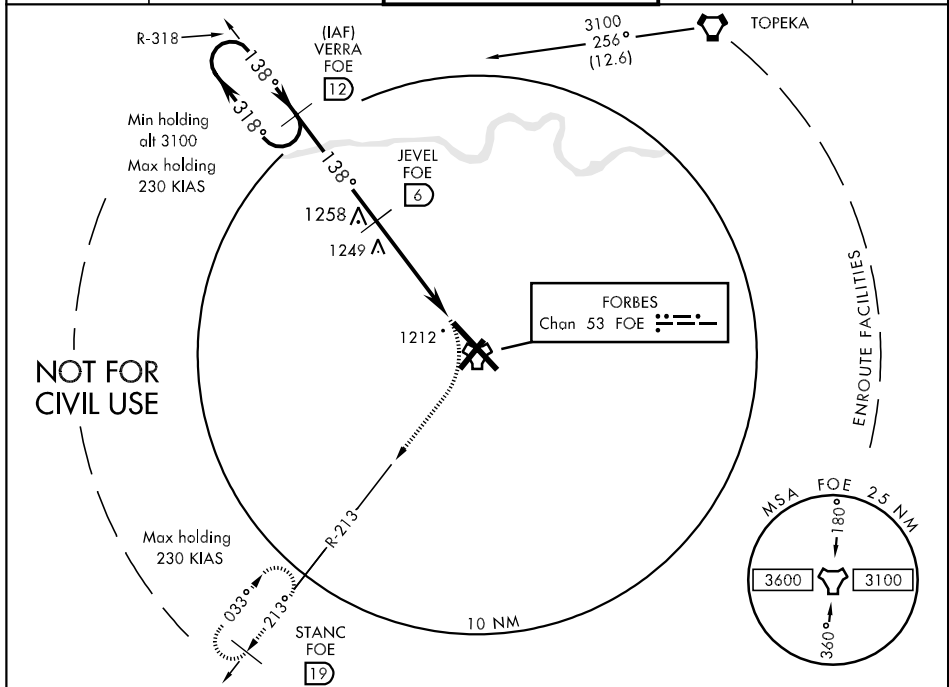 R-318
(IAF)
VERRA
FOE
12
3100
256°
(12.6)
TOPEKA
138°
318°
Min holding
alt 3100
Max holding
230 KIAS
138°
JEVEL
FOE
6
1258
1249
1212
FORBES
Chan 53 FOE
ENROUTE FACILITIES
NOT FOR
CIVIL USE
R-213
Max holding
230 KIAS
033°
213°
STANC
FOE
19
10 NM
MSA FOE 25 NM
180°
3600
3100
360°